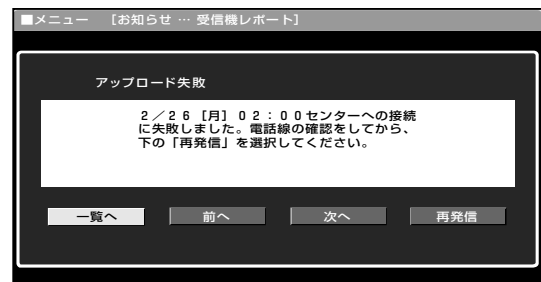 ■メニュー [お知らせ … 受信機レポート]
アップロード失敗
2／26［月］02：00センターへの接続
に失敗しました。電話線の確認をしてから、
下の「再発信」を選択してください。
一覧へ 前へ 次へ 再発信